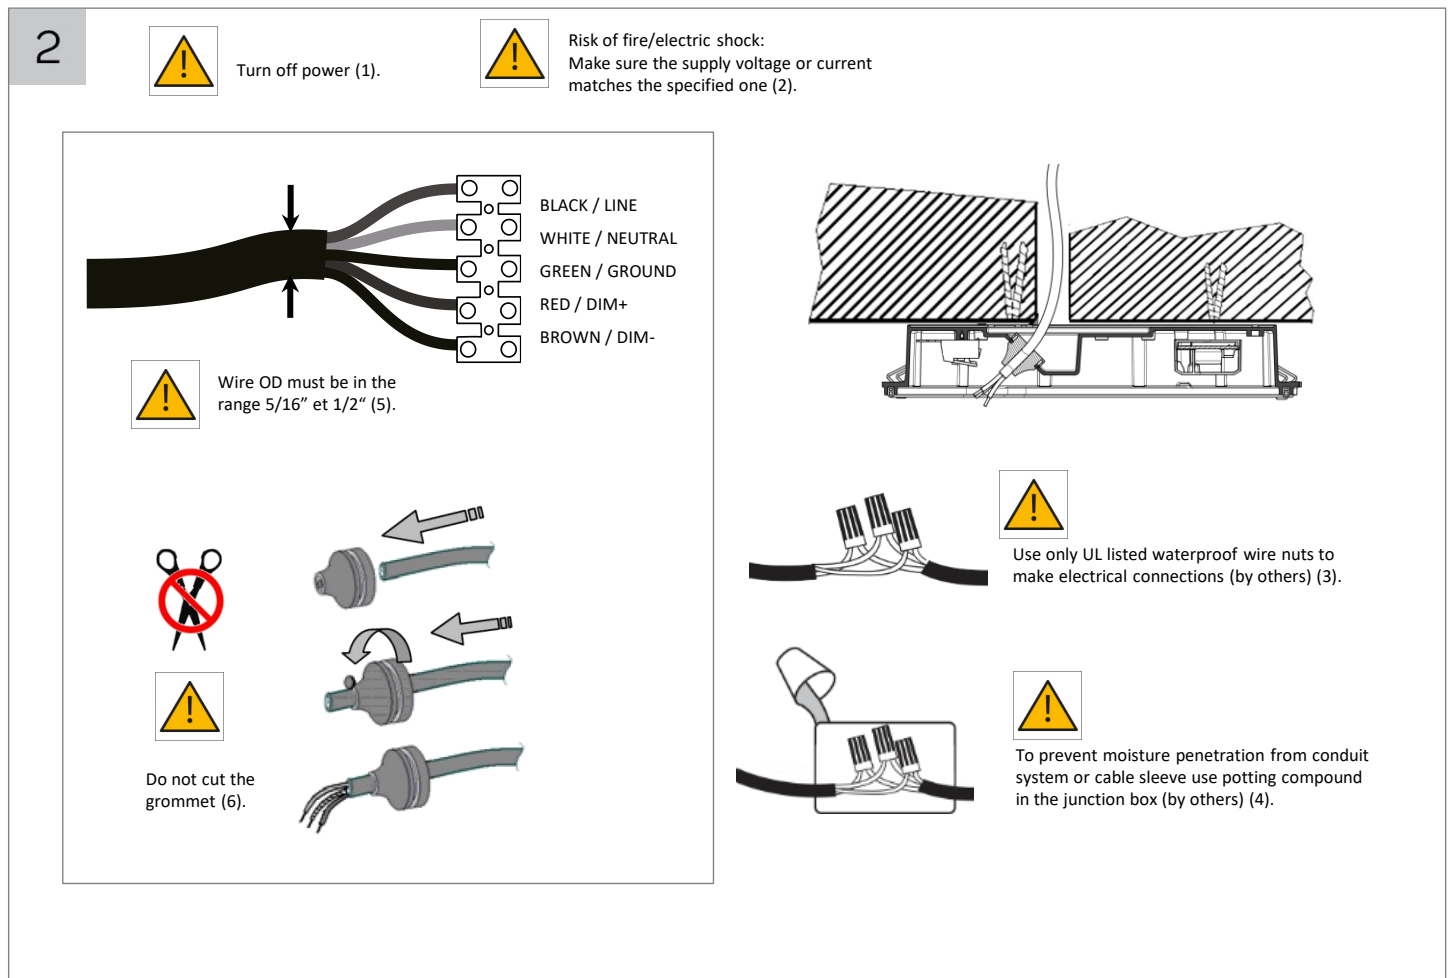 2
Turn off power (1).
Risk of fire/electric shock:
Make sure the supply voltage or current
matches the specified one (2).
BLACK / LINE
WHITE / NEUTRAL
GREEN / GROUND
RED / DIM+
BROWN / DIM-
Wire OD must be in the
range 5/16” et 1/2“ (5).
Do not cut the
grommet (6).
Use only UL listed waterproof wire nuts to
make electrical connections (by others) (3).
To prevent moisture penetration from conduit
system or cable sleeve use potting compound
in the junction box (by others) (4).